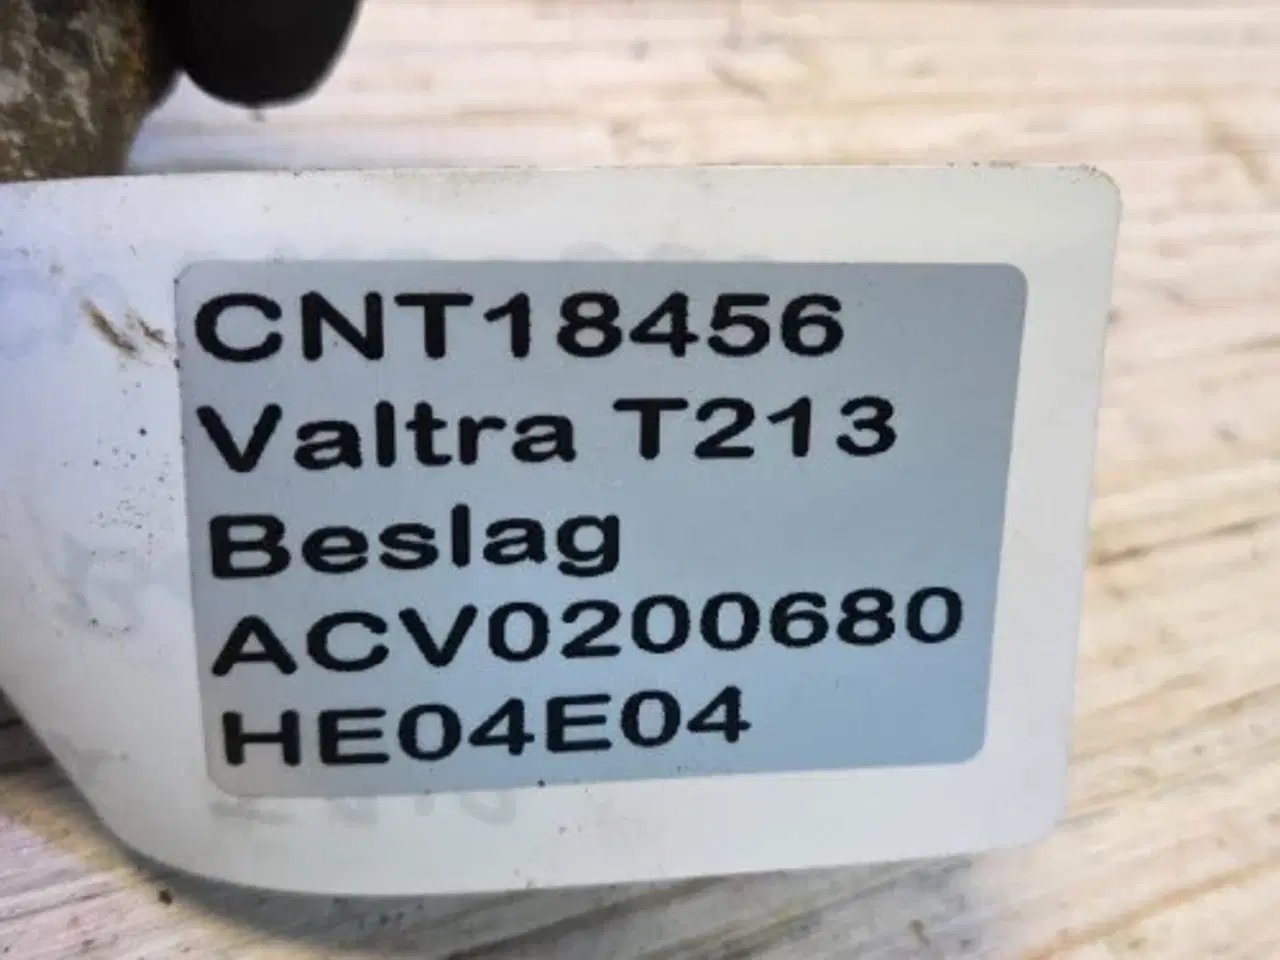 CNT18456
Valtra T213
Beslag
ACV0200680
HE04E04